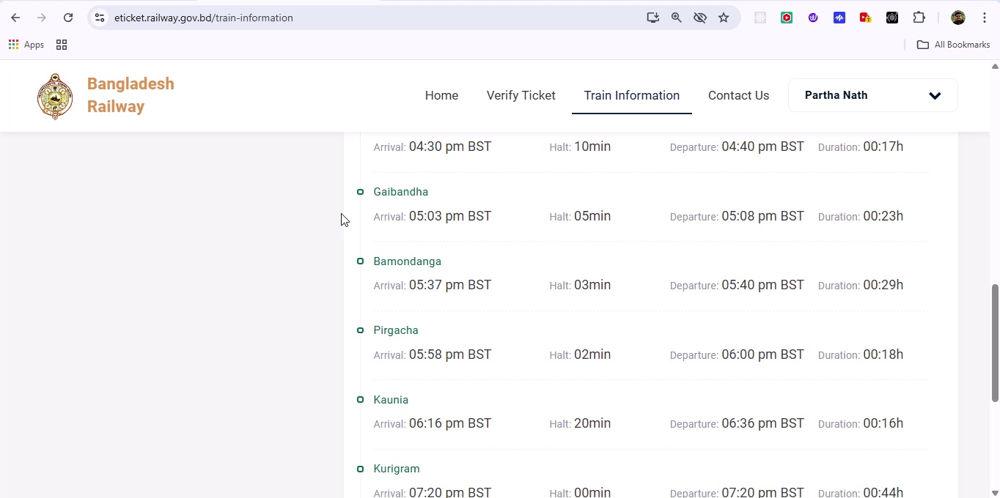 eticket.railway.gov.bd/train-information
Apps
All Bookmarks
Bangladesh
Railway
Home Verify Ticket Train Information Contact Us Partha Nath
Arrival: 04:30 pm BST Halt: 10min Departure: 04:40 pm BST Duration: 00:17h
Gaibandha
Arrival: 05:03 pm BST Halt: 05min Departure: 05:08 pm BST Duration: 00:23h
Bamondanga
Arrival: 05:37 pm BST Halt: 03min Departure: 05:40 pm BST Duration: 00:29h
Pirgacha
Arrival: 05:58 pm BST Halt: 02min Departure: 06:00 pm BST Duration: 00:18h
Kaunia
Arrival: 06:16 pm BST Halt: 20min Departure: 06:36 pm BST Duration: 00:16h
Kurigram
Arrival: 07:20 pm BST Halt: 00min Departure: 07:20 pm BST Duration: 00:44h